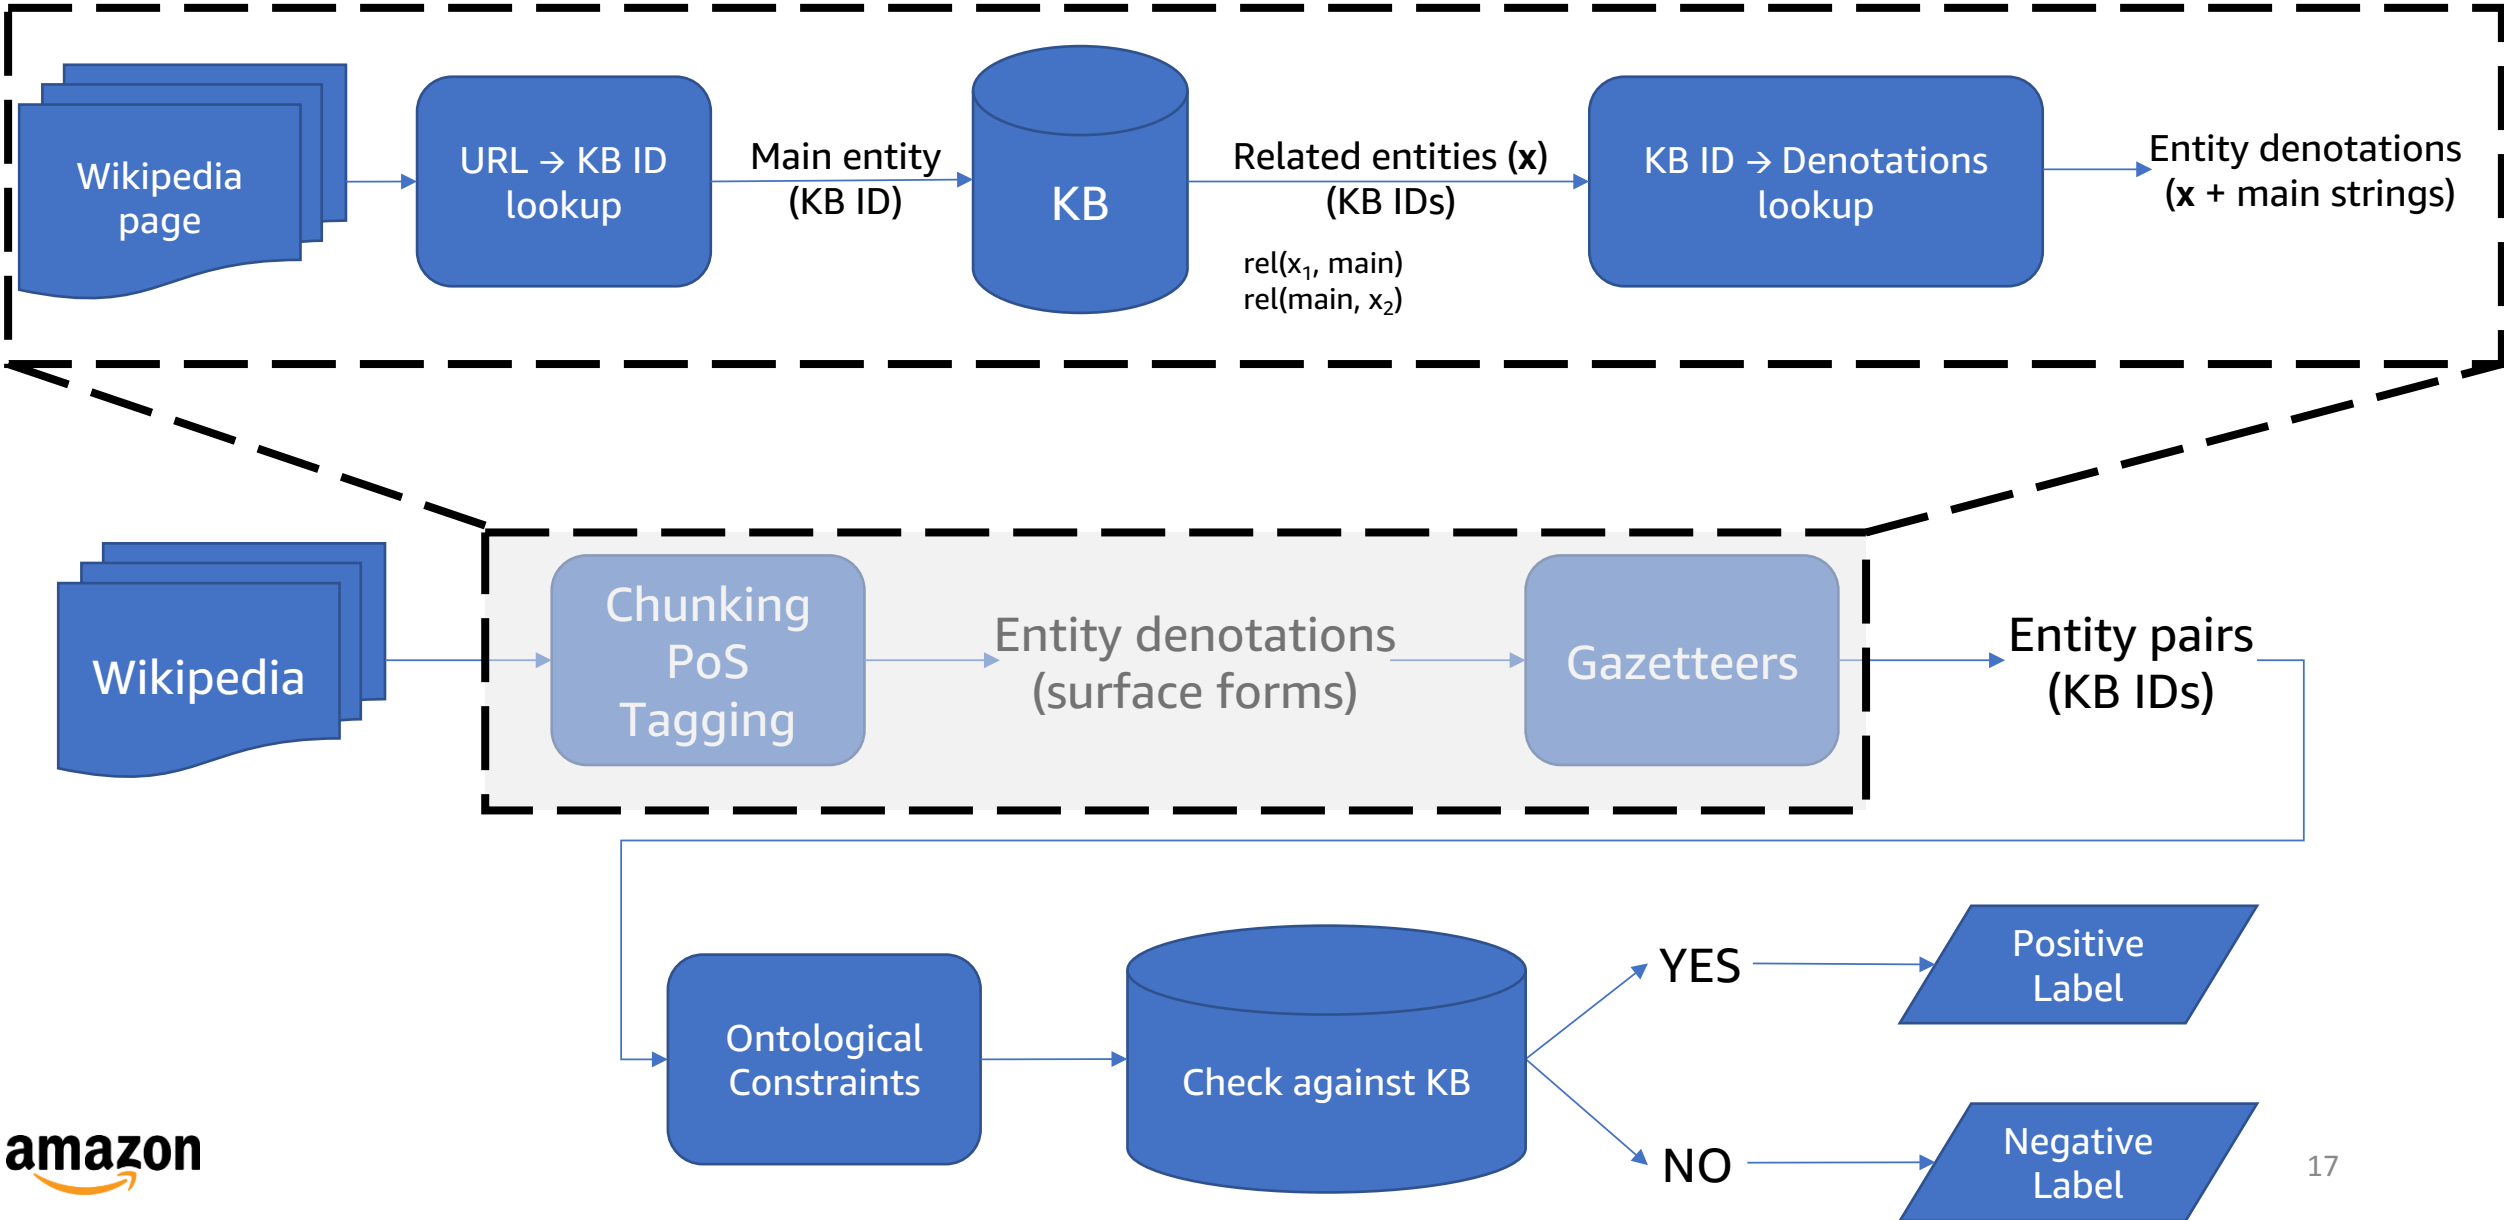 Wikipedia
page
URL → KB ID
lookup
Main entity
(KB ID)
KB
Related entities (x)
(KB IDs)
rel(x₁, main)
rel(main, x₂)
KB ID → Denotations
lookup
Entity denotations
(x + main strings)
Wikipedia
Chunking
PoS
Tagging
Entity denotations
(surface forms)
Gazetteers
Entity pairs
(KB IDs)
Ontological
Constraints
Check against KB
YES
Positive
Label
NO
Negative
Label
amazon
17